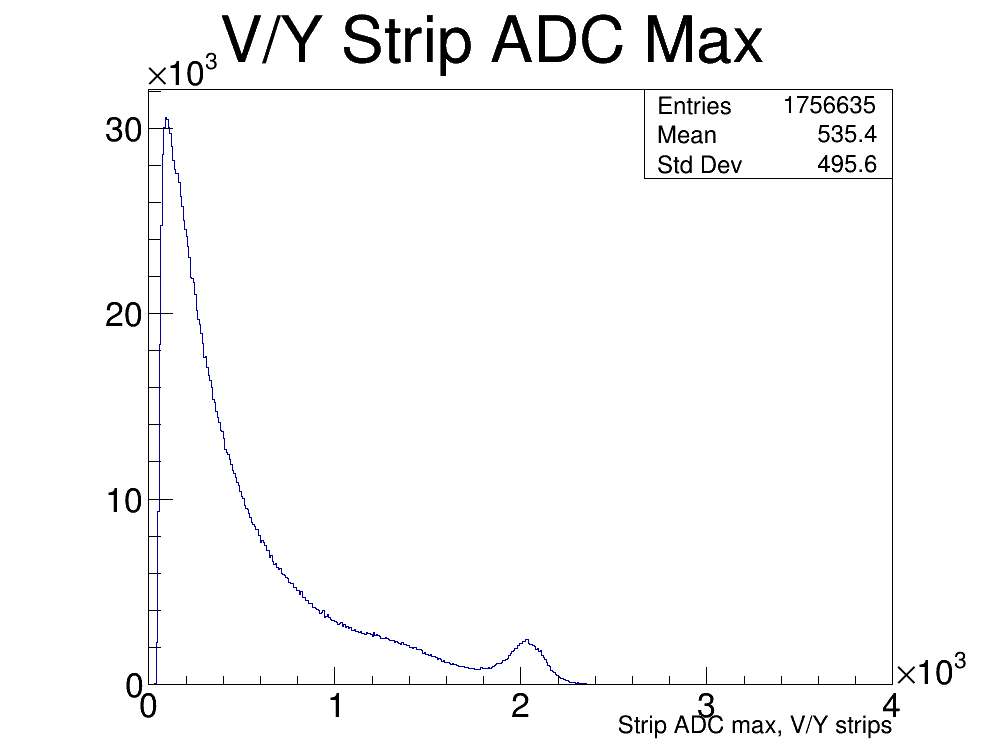 V/Y Strip ADC Max
×10³
Entries 1756635
Mean 535.4
Std Dev 495.6
30
20
10
0
0 1 2 3 4
×10³
Strip ADC max, V/Y strips